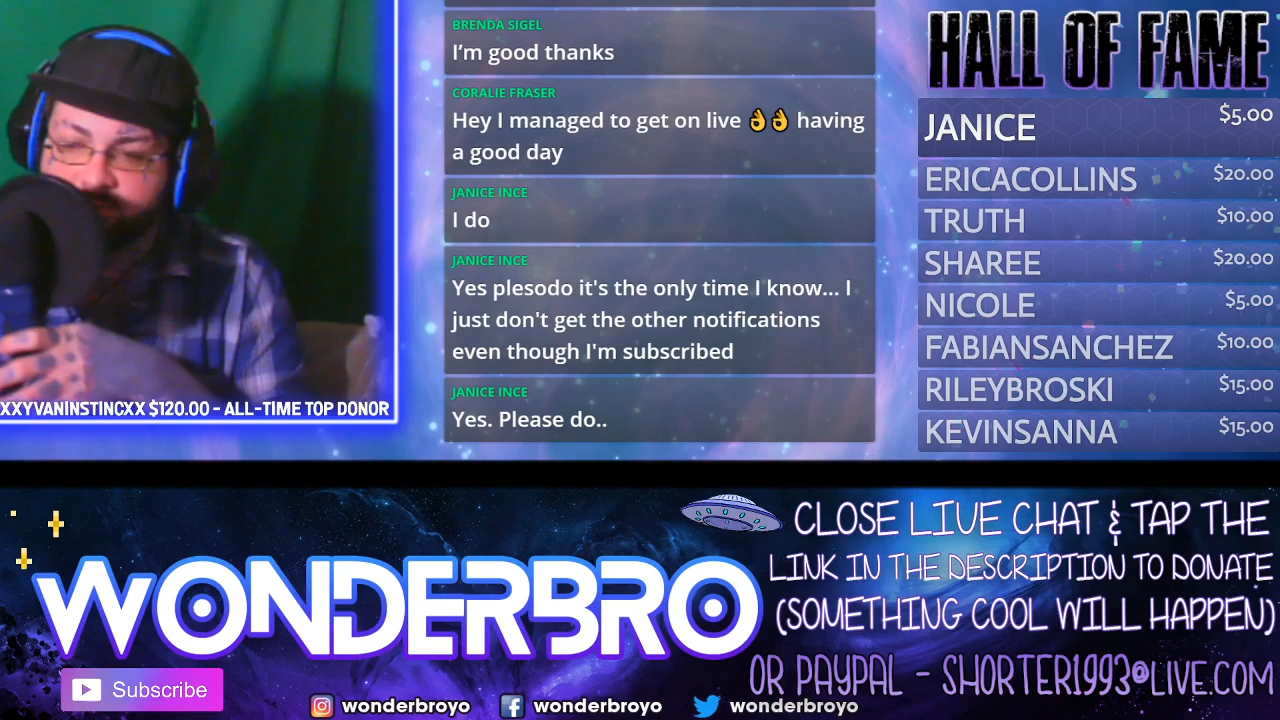 BRENDA SIGEL
I’m good thanks
CORALIE FRASER
Hey I managed to get on live 👌👌 having
a good day
JANICE INCE
I do
JANICE INCE
Yes plesodo it's the only time I know... I
just don't get the other notifications
even though I'm subscribed
JANICE INCE
Yes. Please do..
XXYVANINSTINCXX $120.00 - ALL-TIME TOP DONOR
HALL OF FAME
JANICE $5.00
ERICACOLLINS $20.00
TRUTH $10.00
SHAREE $20.00
NICOLE $5.00
FABIANSANCHEZ $10.00
RILEYBROSKI $15.00
KEVINSANNA $15.00
WONDERBRO
Subscribe
wonderbroyo wonderbroyo wonderbroyo
CLOSE LIVE CHAT & TAP THE
LINK IN THE DESCRIPTION TO DONATE
(SOMETHING COOL WILL HAPPEN)
OR PAYPAL - SHORTER1993@LIVE.COM